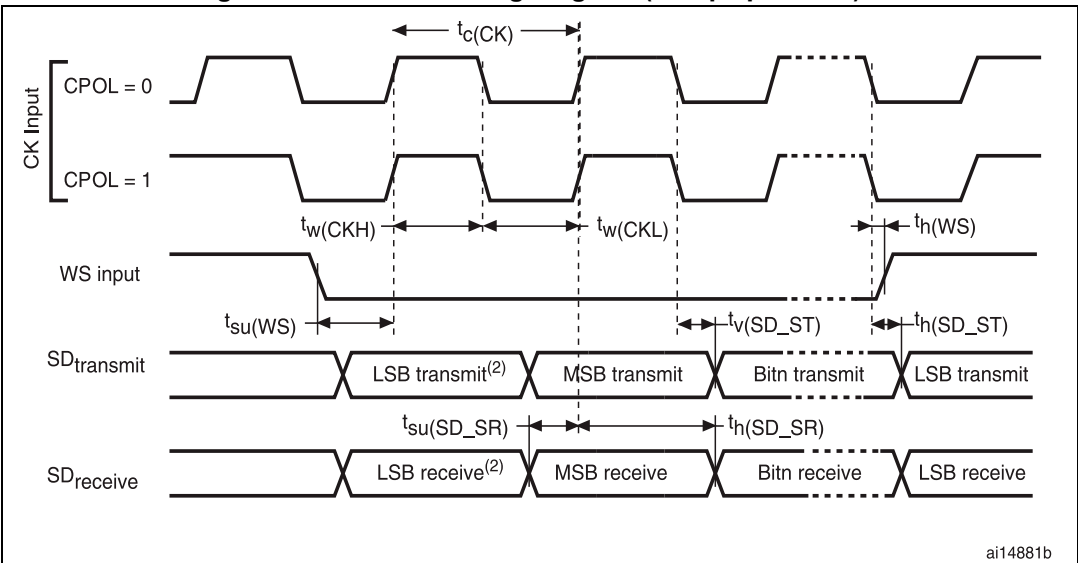 tc(CK)
CK Input
CPOL = 0
CPOL = 1
tw(CKH)
tw(CKL)
th(WS)
WS input
tsu(WS)
tv(SD_ST)
th(SD_ST)
SDtransmit
LSB transmit(2)
MSB transmit
Bitn transmit
LSB transmit
tsu(SD_SR)
th(SD_SR)
SDreceive
LSB receive(2)
MSB receive
Bitn receive
LSB receive
ai14881b